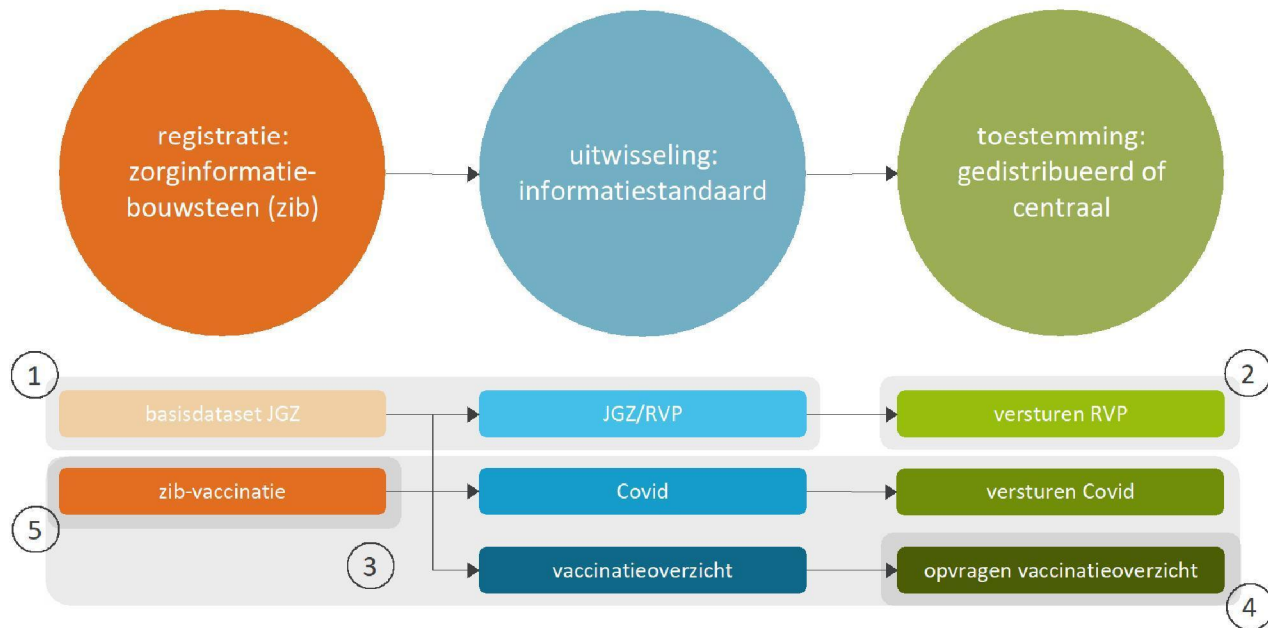 registratie:
zorginformatie-
bouwsteen (zib)
uitwisseling:
informatiestandaard
toestemming:
gedistribueerd of
centraal
1
2
basisdataset JGZ
JGZ/RVP
versturen RVP
zib-vaccinatie
Covid
versturen Covid
5
3
vaccinatieoverzicht
opvragen vaccinatieoverzicht
4